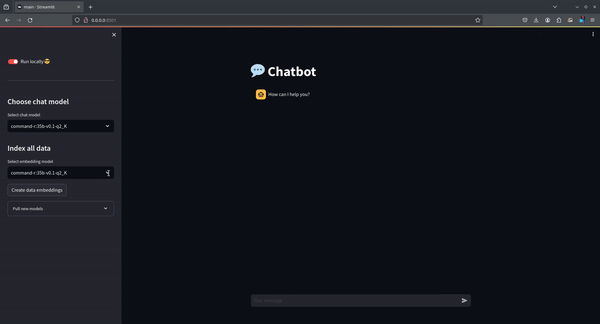 main · Streamlit
0.0.0.0:8501
Run locally 😎
Choose chat model
Select chat model
command-r:35b-v0.1-q2_K
Index all data
Select embedding model
command-r:35b-v0.1-q2_K
Create data embeddings
Pull new models
💬 Chatbot
How can I help you?